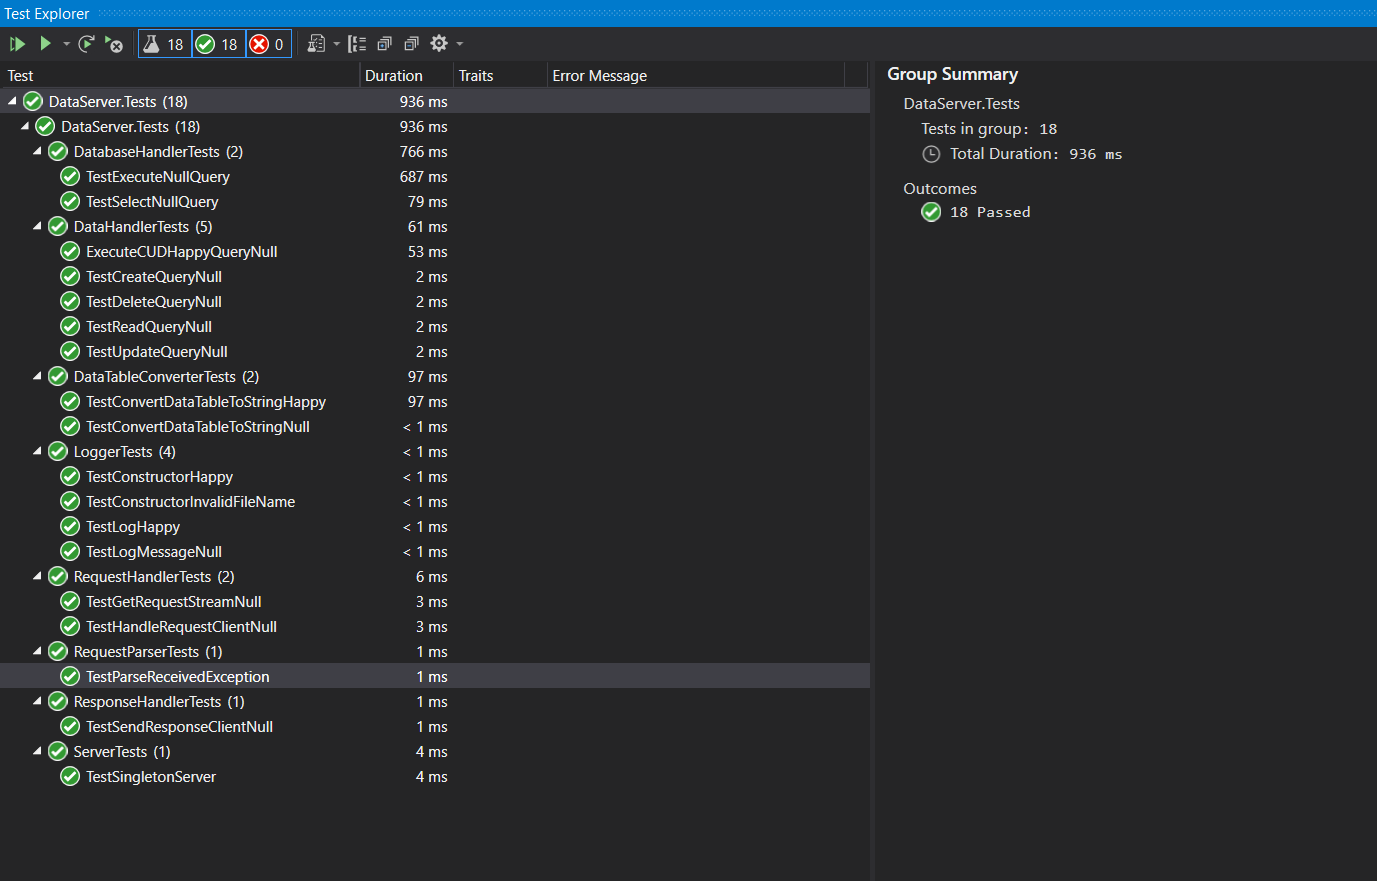 Test Explorer
18 18 0
Test Duration Traits Error Message
DataServer.Tests (18) 936 ms
DataServer.Tests (18) 936 ms
DatabaseHandlerTests (2) 766 ms
TestExecuteNullQuery 687 ms
TestSelectNullQuery 79 ms
DataHandlerTests (5) 61 ms
ExecuteCUDHappyQueryNull 53 ms
TestCreateQueryNull 2 ms
TestDeleteQueryNull 2 ms
TestReadQueryNull 2 ms
TestUpdateQueryNull 2 ms
DataTableConverterTests (2) 97 ms
TestConvertDataTableToStringHappy 97 ms
TestConvertDataTableToStringNull < 1 ms
LoggerTests (4) < 1 ms
TestConstructorHappy < 1 ms
TestConstructorInvalidFileName < 1 ms
TestLogHappy < 1 ms
TestLogMessageNull < 1 ms
RequestHandlerTests (2) 6 ms
TestGetRequestStreamNull 3 ms
TestHandleRequestClientNull 3 ms
RequestParserTests (1) 1 ms
TestParseReceivedException 1 ms
ResponseHandlerTests (1) 1 ms
TestSendResponseClientNull 1 ms
ServerTests (1) 4 ms
TestSingletonServer 4 ms
Group Summary
DataServer.Tests
Tests in group: 18
Total Duration: 936 ms
Outcomes
18 Passed